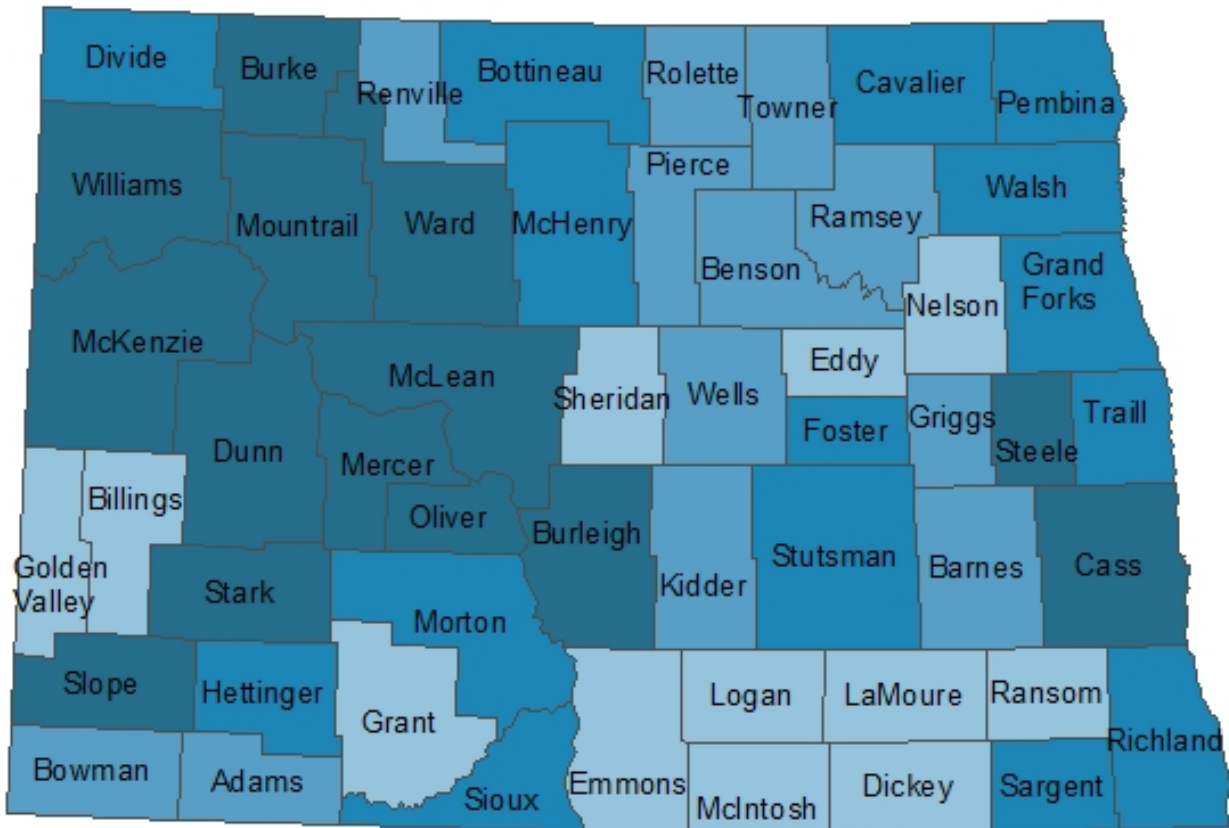 Divide
Burke
Renville
Bottineau
Rolette
Towner
Cavalier
Pembina
Williams
Mountrail
Ward
McHenry
Pierce
Benson
Ramsey
Walsh
Nelson
Grand
Forks
McKenzie
McLean
Sheridan
Wells
Eddy
Foster
Griggs
Steele
Traill
Dunn
Mercer
Oliver
Billings
Golden
Valley
Stark
Burleigh
Kidder
Stutsman
Barnes
Cass
Morton
Slope
Hettinger
Grant
Logan
LaMoure
Ransom
Richland
Bowman
Adams
Sioux
Emmons
McIntosh
Dickey
Sargent